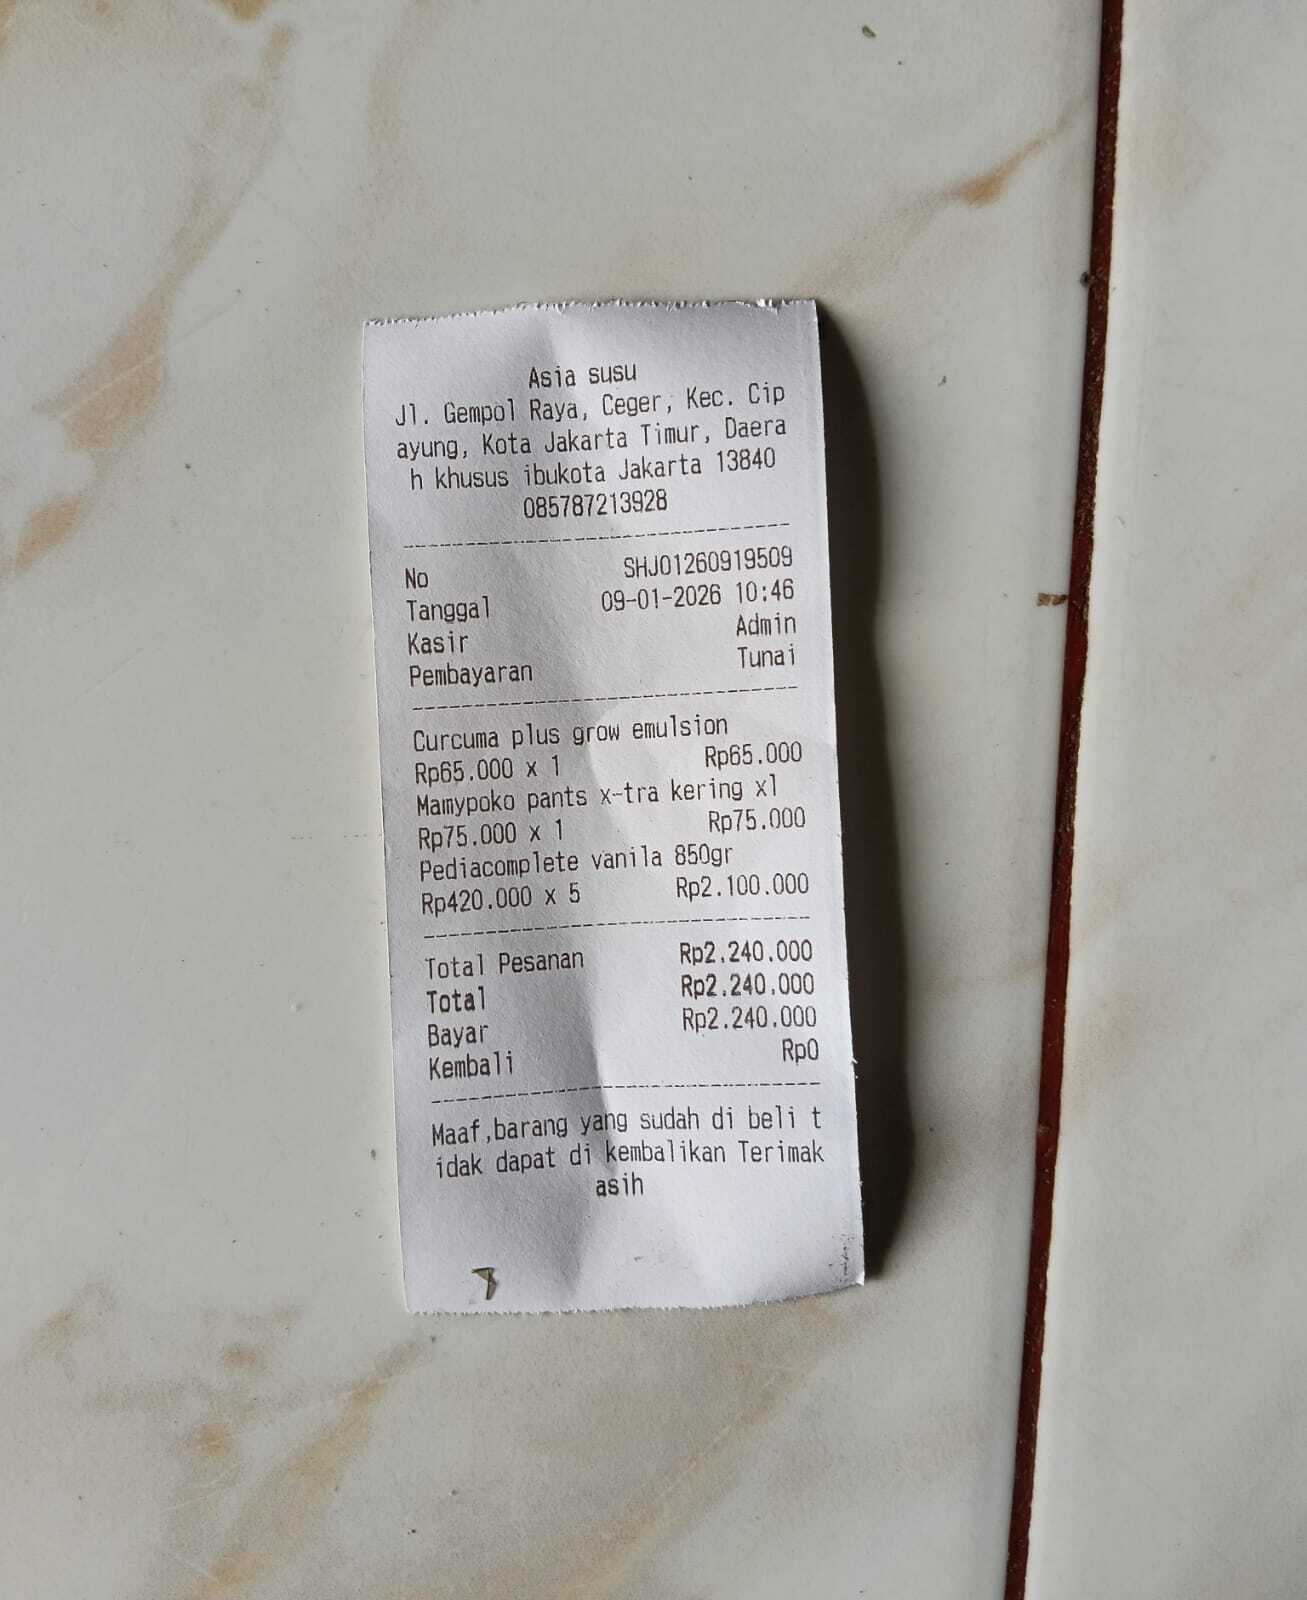 Asia susu
Jl. Gempol Raya, Ceger, Kec. Cip
ayung, Kota Jakarta Timur, Daera
h khusus ibukota Jakarta 13840
085787213928
No SHJ01260919509
Tanggal 09-01-2026 10:46
Kasir Admin
Pembayaran Tunai
Curcuma plus grow emulsion
Rp65.000 x 1 Rp65.000
Mamypoko pants x-tra kering xl
Rp75.000 x 1 Rp75.000
Pediacomplete vanila 850gr
Rp420.000 x 5 Rp2.100.000
Total Pesanan Rp2.240.000
Total Rp2.240.000
Bayar Rp2.240.000
Kembali Rp0
Maaf,barang yang sudah di beli t
idak dapat di kembalikan Terimak
asih